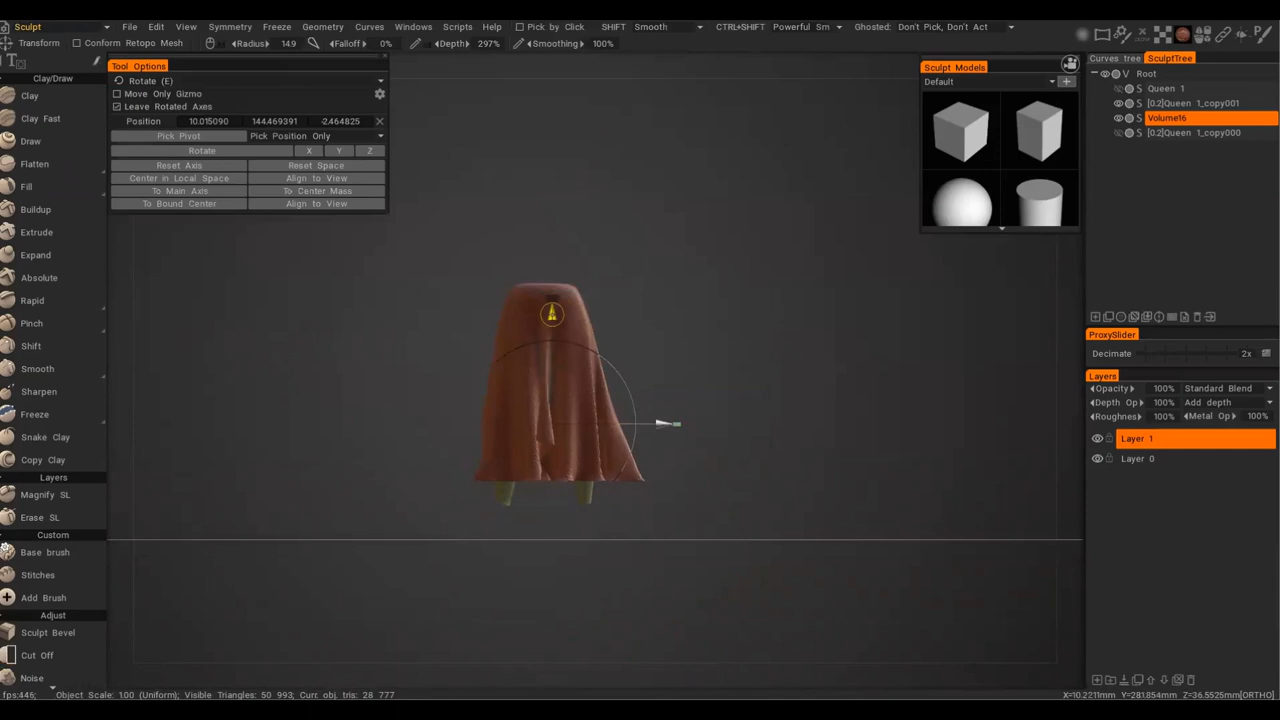 Sculpt File Edit View Symmetry Freeze Geometry Curves Windows Scripts Help Pick by Click SHIFT Smooth CTRL+SHIFT Powerful Sm Ghosted: Don't Pick, Don't Act
Transform Conform Retopo Mesh Radius 149 Falloff 0% Depth 297% Smoothing 100%
Clay/Draw
Clay
Clay Fast
Draw
Flatten
Fill
Buildup
Extrude
Expand
Absolute
Rapid
Pinch
Shift
Smooth
Sharpen
Freeze
Snake Clay
Copy Clay
Layers
Magnify SL
Erase SL
Custom
Base brush
Stitches
Add Brush
Adjust
Sculpt Bevel
Cut Off
Noise
Tool Options
Rotate (E)
Move Only Gizmo
Leave Rotated Axes
Position 10.015090 144.469391 -2.464825
Pick Pivot Pick Position Only
Rotate X Y Z
Reset Axis Reset Space
Center in Local Space Align to View
To Main Axis To Center Mass
To Bound Center Align to View
Sculpt Models
Default
Curves tree SculptTree
V Root
S Queen 1
S [0.2]Queen 1_copy001
S Volume16
S [0.2]Queen 1_copy000
ProxySlider
Decimate 2x
Layers
Opacity 100% Standard Blend
Depth Op 100% Add depth
Roughness 100% Metal Op 100%
Layer 1
Layer 0
fps:446; Object Scale: 1.00 (Uniform); Visible Triangles: 50 993; Curr. obj. tris: 28 777 X=10.2211mm Y=281.854mm Z=36.5525mm[ORTHO]